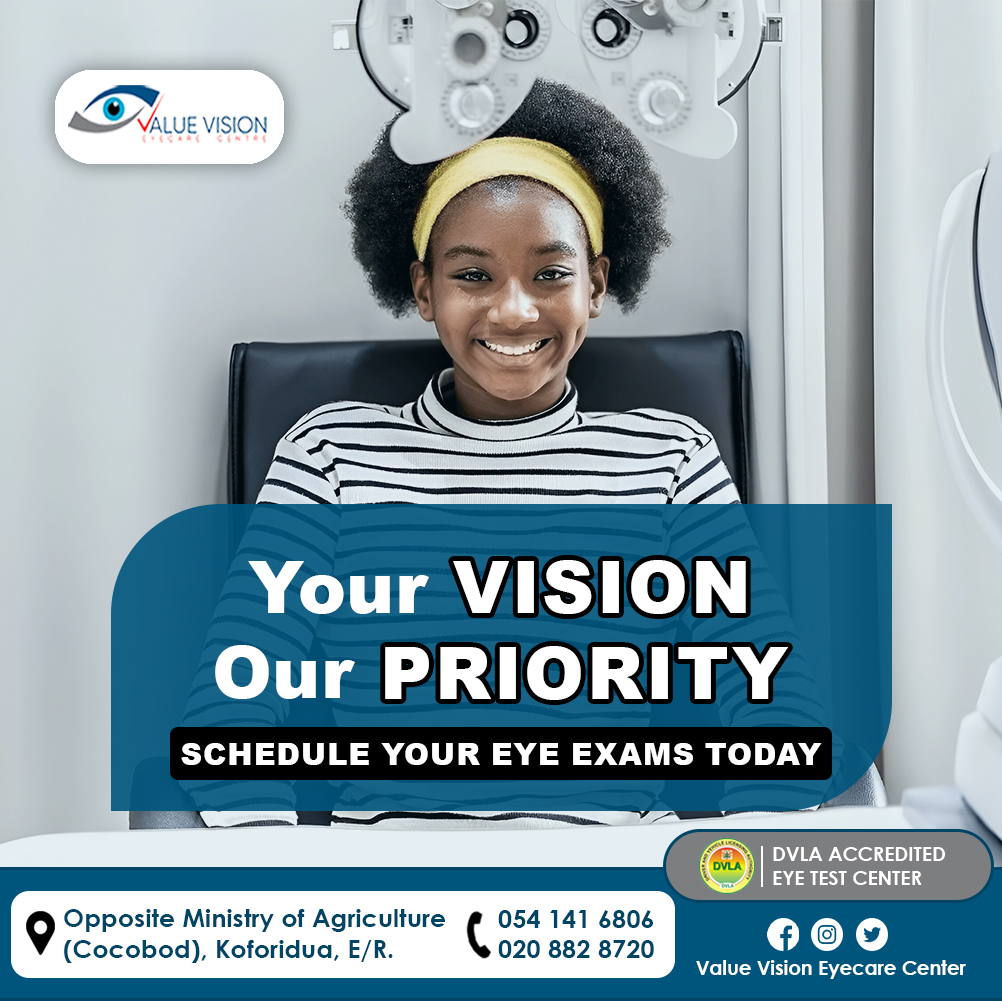 VALUE VISION
EYECARE CENTRE
Your VISION
Our PRIORITY
SCHEDULE YOUR EYE EXAMS TODAY
DVLA
DVLA ACCREDITED
EYE TEST CENTER
Opposite Ministry of Agriculture
(Cocobod), Koforidua, E/R.
054 141 6806
020 882 8720
Value Vision Eyecare Center